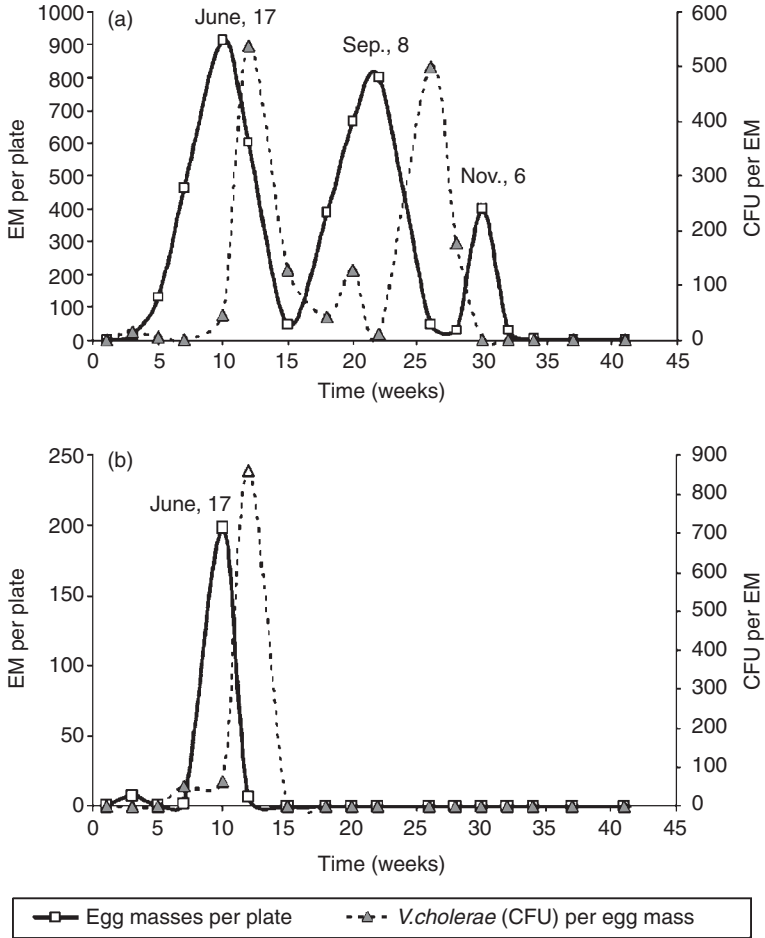 (a)
June, 17
Sep., 8
Nov., 6
EM per plate
1000
900
800
700
600
500
400
300
200
100
0
CFU per EM
600
500
400
300
200
100
0
0 5 10 15 20 25 30 35 40 45
Time (weeks)
(b)
June, 17
EM per plate
250
200
150
100
50
0
CFU per EM
900
800
700
600
500
400
300
200
100
0
0 5 10 15 20 25 30 35 40 45
Time (weeks)
Egg masses per plate
V.cholerae (CFU) per egg mass